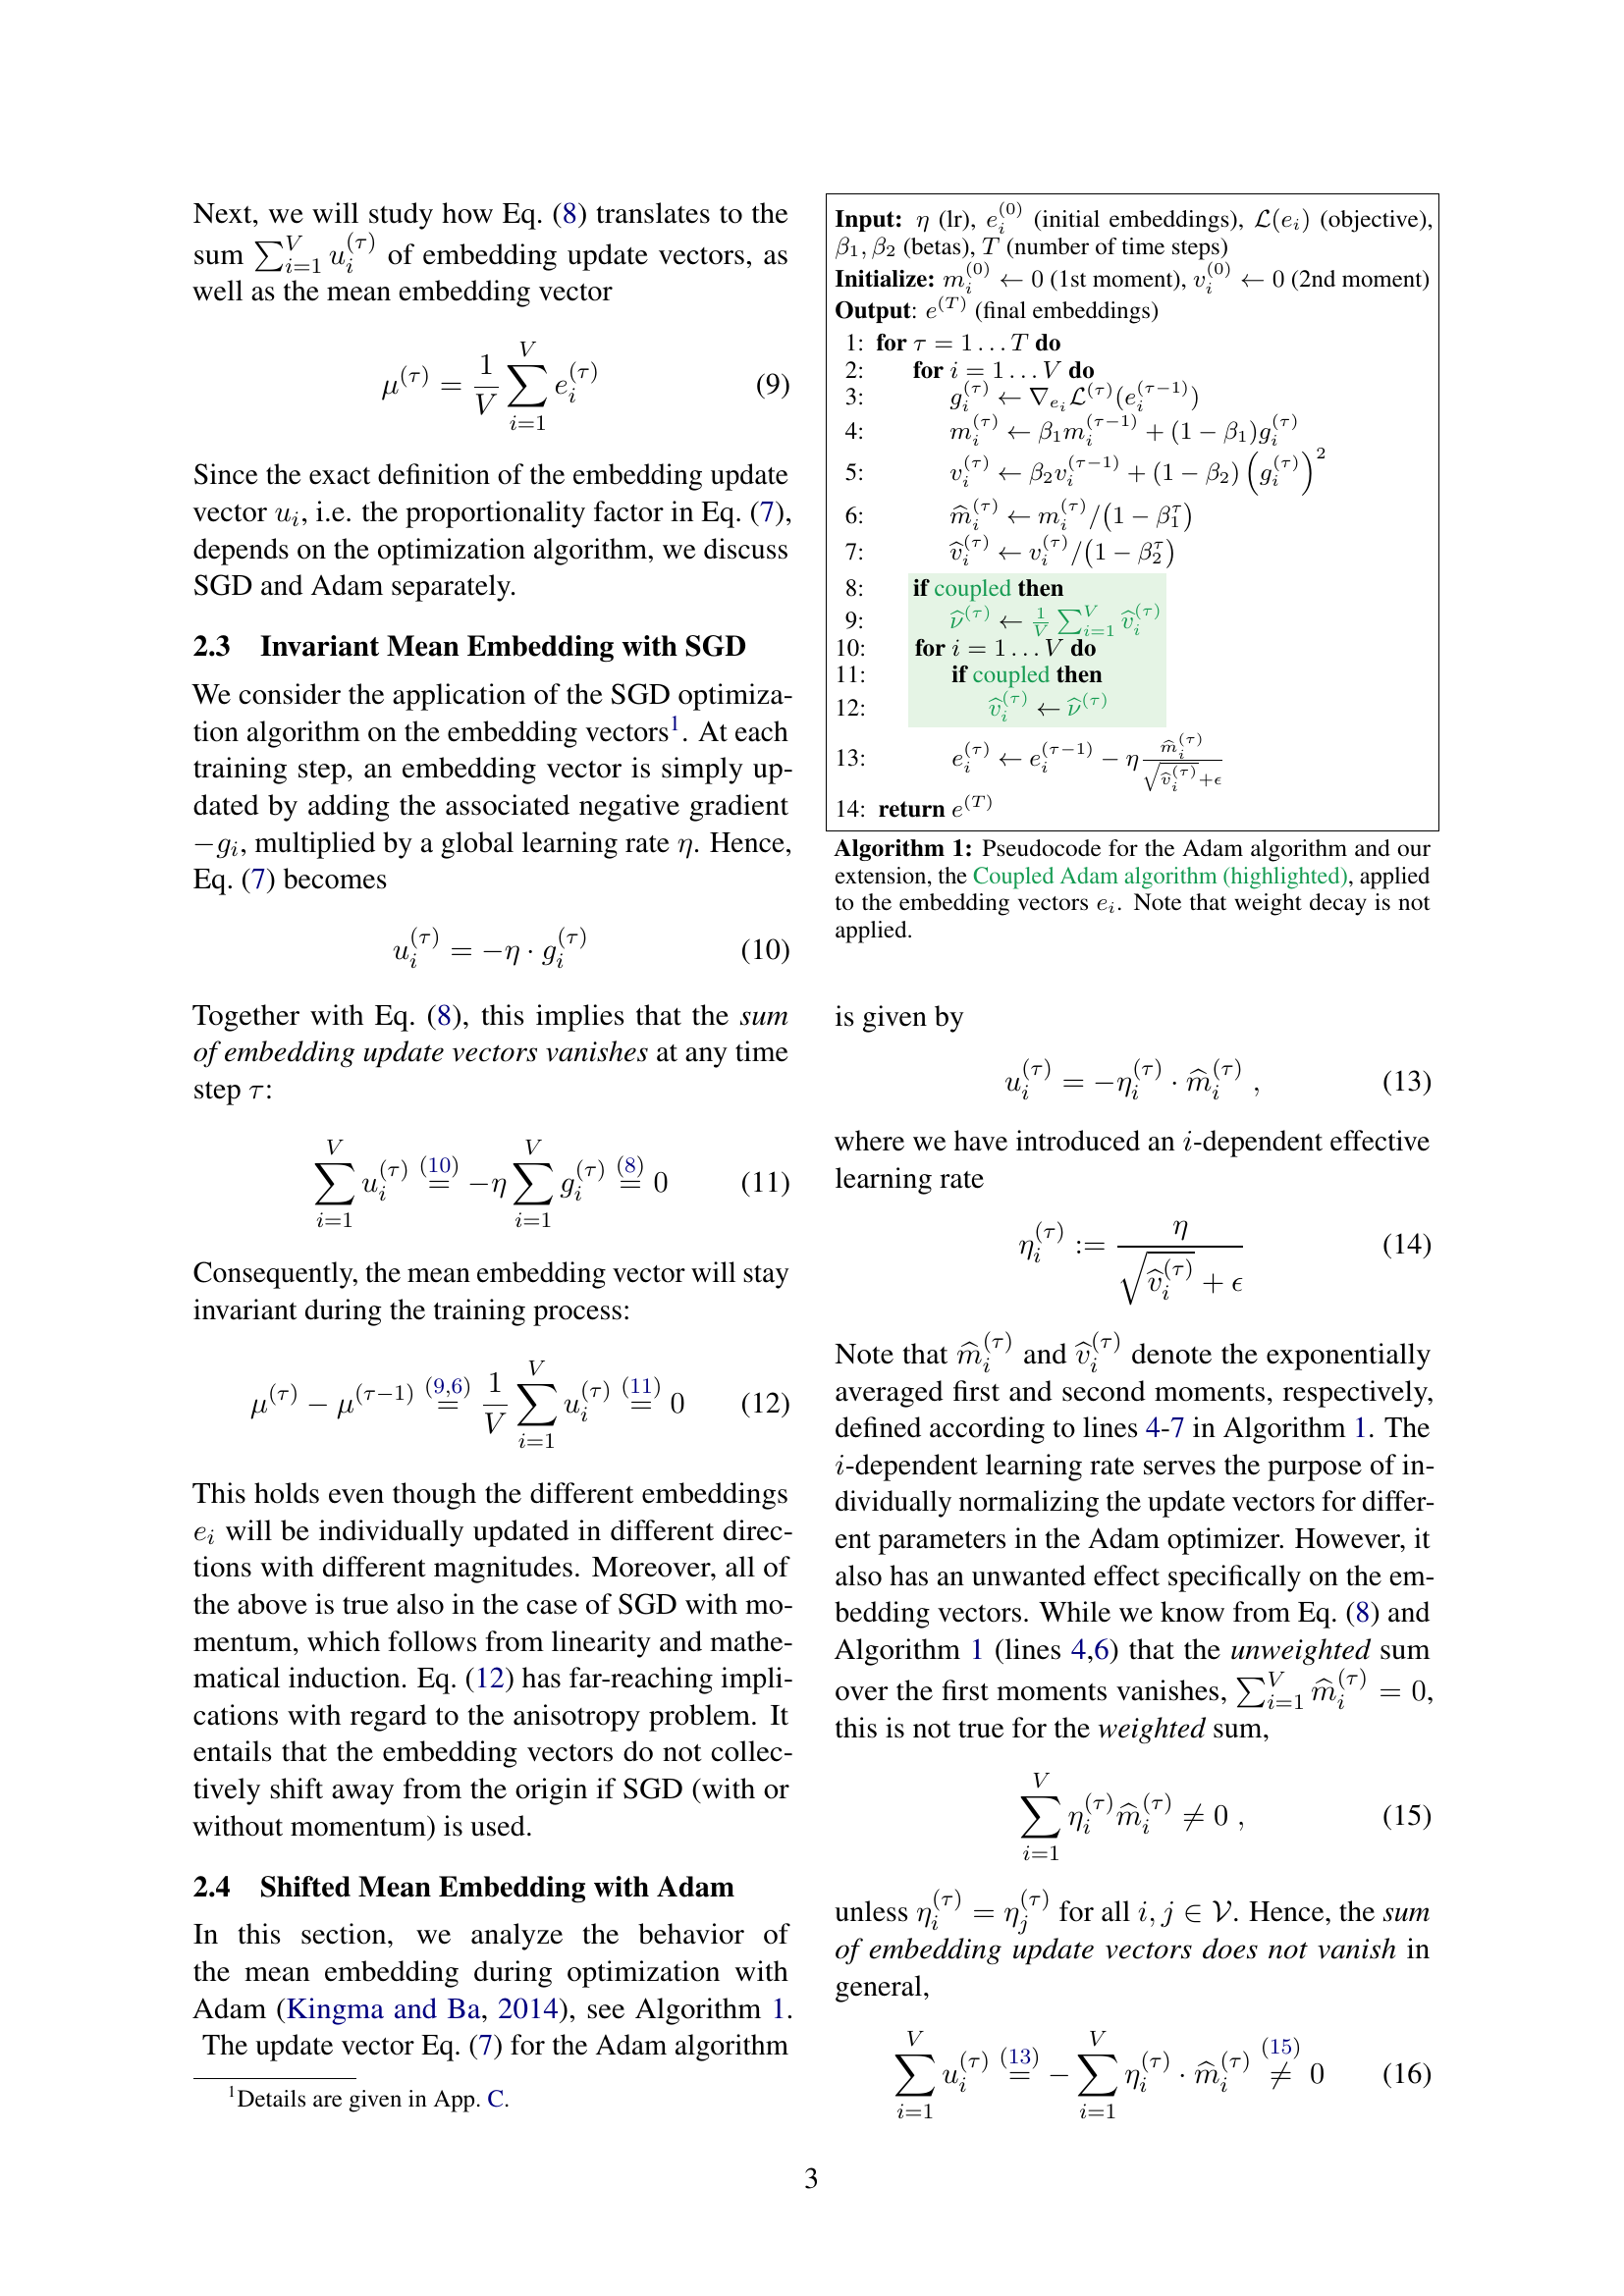 Next, we will study how Eq. (8) translates to the
sum $\sum_{i=1}^{V} u_i^{(\tau)}$ of embedding update vectors, as
well as the mean embedding vector
$\mu^{(\tau)} = \frac{1}{V} \sum_{i=1}^{V} e_i^{(\tau)}$ (9)
Since the exact definition of the embedding update
vector $u_i$, i.e. the proportionality factor in Eq. (7),
depends on the optimization algorithm, we discuss
SGD and Adam separately.
2.3 Invariant Mean Embedding with SGD
We consider the application of the SGD optimiza-
tion algorithm on the embedding vectors$^1$. At each
training step, an embedding vector is simply up-
dated by adding the associated negative gradient
$-g_i$, multiplied by a global learning rate $\eta$. Hence,
Eq. (7) becomes
$u_i^{(\tau)} = -\eta \cdot g_i^{(\tau)}$ (10)
Together with Eq. (8), this implies that the sum
of embedding update vectors vanishes at any time
step $\tau$:
$\sum_{i=1}^{V} u_i^{(\tau)} \overset{(10)}{=} -\eta \sum_{i=1}^{V} g_i^{(\tau)} \overset{(8)}{=} 0$ (11)
Consequently, the mean embedding vector will stay
invariant during the training process:
$\mu^{(\tau)} - \mu^{(\tau-1)} \overset{(9,6)}{=} \frac{1}{V} \sum_{i=1}^{V} u_i^{(\tau)} \overset{(11)}{=} 0$ (12)
This holds even though the different embeddings
$e_i$ will be individually updated in different direc-
tions with different magnitudes. Moreover, all of
the above is true also in the case of SGD with mo-
mentum, which follows from linearity and mathe-
matical induction. Eq. (12) has far-reaching impli-
cations with regard to the anisotropy problem. It
entails that the embedding vectors do not collec-
tively shift away from the origin if SGD (with or
without momentum) is used.
2.4 Shifted Mean Embedding with Adam
In this section, we analyze the behavior of
the mean embedding during optimization with
Adam (Kingma and Ba, 2014), see Algorithm 1.
The update vector Eq. (7) for the Adam algorithm
$^1$Details are given in App. C.
Input: $\eta$ (lr), $e_i^{(0)}$ (initial embeddings), $\mathcal{L}(e_i)$ (objective),
$\beta_1, \beta_2$ (betas), $T$ (number of time steps)
Initialize: $m_i^{(0)} \leftarrow 0$ (1st moment), $v_i^{(0)} \leftarrow 0$ (2nd moment)
Output: $e^{(T)}$ (final embeddings)
1: for $\tau = 1 \ldots T$ do
2: for $i = 1 \ldots V$ do
3: $g_i^{(\tau)} \leftarrow \nabla_{e_i} \mathcal{L}^{(\tau)}(e_i^{(\tau-1)})$
4: $m_i^{(\tau)} \leftarrow \beta_1 m_i^{(\tau-1)} + (1 - \beta_1) g_i^{(\tau)}$
5: $v_i^{(\tau)} \leftarrow \beta_2 v_i^{(\tau-1)} + (1 - \beta_2) \left( g_i^{(\tau)} \right)^2$
6: $\widehat{m}_i^{(\tau)} \leftarrow m_i^{(\tau)} / (1 - \beta_1^\tau)$
7: $\widehat{v}_i^{(\tau)} \leftarrow v_i^{(\tau)} / (1 - \beta_2^\tau)$
8: if coupled then
9: $\widehat{\nu}^{(\tau)} \leftarrow \frac{1}{V} \sum_{i=1}^{V} \widehat{v}_i^{(\tau)}$
10: for $i = 1 \ldots V$ do
11: if coupled then
12: $\widehat{v}_i^{(\tau)} \leftarrow \widehat{\nu}^{(\tau)}$
13: $e_i^{(\tau)} \leftarrow e_i^{(\tau-1)} - \eta \frac{\widehat{m}_i^{(\tau)}}{\sqrt{\widehat{v}_i^{(\tau)}} + \epsilon}$
14: return $e^{(T)}$
Algorithm 1: Pseudocode for the Adam algorithm and our
extension, the Coupled Adam algorithm (highlighted), applied
to the embedding vectors $e_i$. Note that weight decay is not
applied.
is given by
$u_i^{(\tau)} = -\eta_i^{(\tau)} \cdot \widehat{m}_i^{(\tau)}$ , (13)
where we have introduced an $i$-dependent effective
learning rate
$\eta_i^{(\tau)} := \frac{\eta}{\sqrt{\widehat{v}_i^{(\tau)}} + \epsilon}$ (14)
Note that $\widehat{m}_i^{(\tau)}$ and $\widehat{v}_i^{(\tau)}$ denote the exponentially
averaged first and second moments, respectively,
defined according to lines 4-7 in Algorithm 1. The
$i$-dependent learning rate serves the purpose of in-
dividually normalizing the update vectors for differ-
ent parameters in the Adam optimizer. However, it
also has an unwanted effect specifically on the em-
bedding vectors. While we know from Eq. (8) and
Algorithm 1 (lines 4,6) that the unweighted sum
over the first moments vanishes, $\sum_{i=1}^{V} \widehat{m}_i^{(\tau)} = 0$,
this is not true for the weighted sum,
$\sum_{i=1}^{V} \eta_i^{(\tau)} \widehat{m}_i^{(\tau)} \neq 0$ , (15)
unless $\eta_i^{(\tau)} = \eta_j^{(\tau)}$ for all $i, j \in \mathcal{V}$. Hence, the sum
of embedding update vectors does not vanish in
general,
$\sum_{i=1}^{V} u_i^{(\tau)} \overset{(13)}{=} - \sum_{i=1}^{V} \eta_i^{(\tau)} \cdot \widehat{m}_i^{(\tau)} \overset{(15)}{\neq} 0$ (16)
3